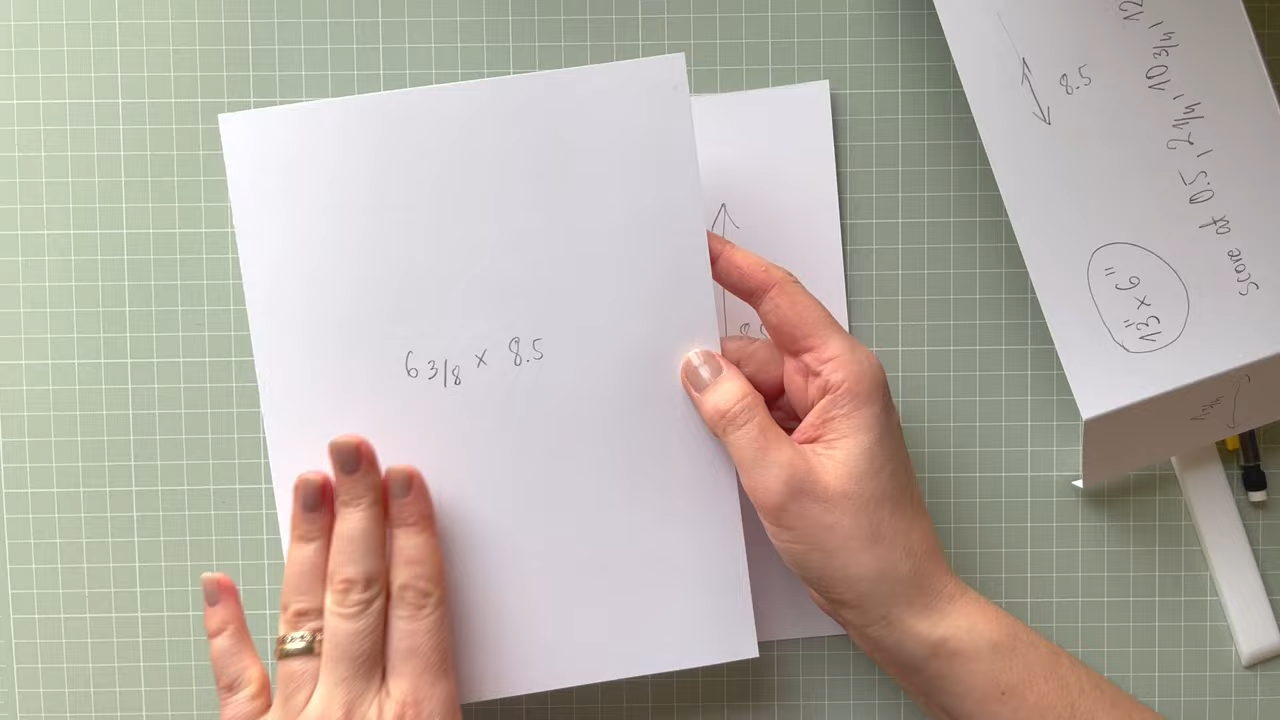 6 3/8 x 8.5
8.5
Score at 0.5, 2 1/4, 10 3/4, 12
13" x 6"